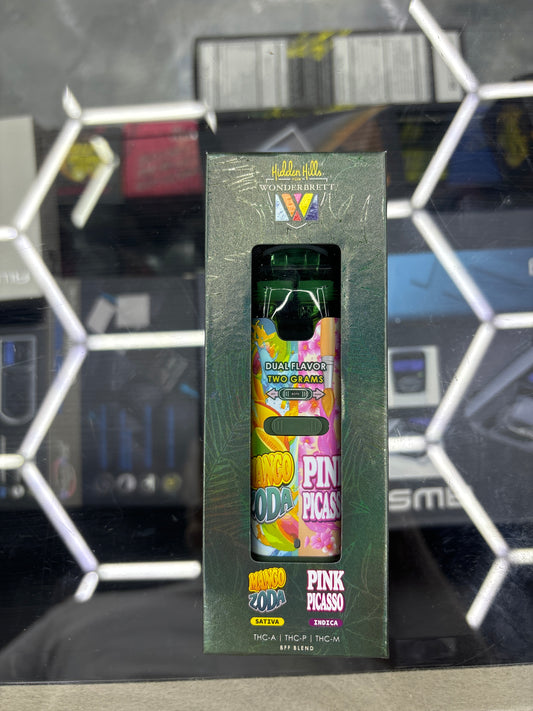 Hidden Hills
WONDERBRETT
DUAL FLAVOR
TWO GRAMS
MANGO
ZODA
PINK
PICASSO
MANGO
ZODA
PINK
PICASSO
SATIVA
INDICA
THC-A | THC-P | THC-M
BFF BLEND
SME